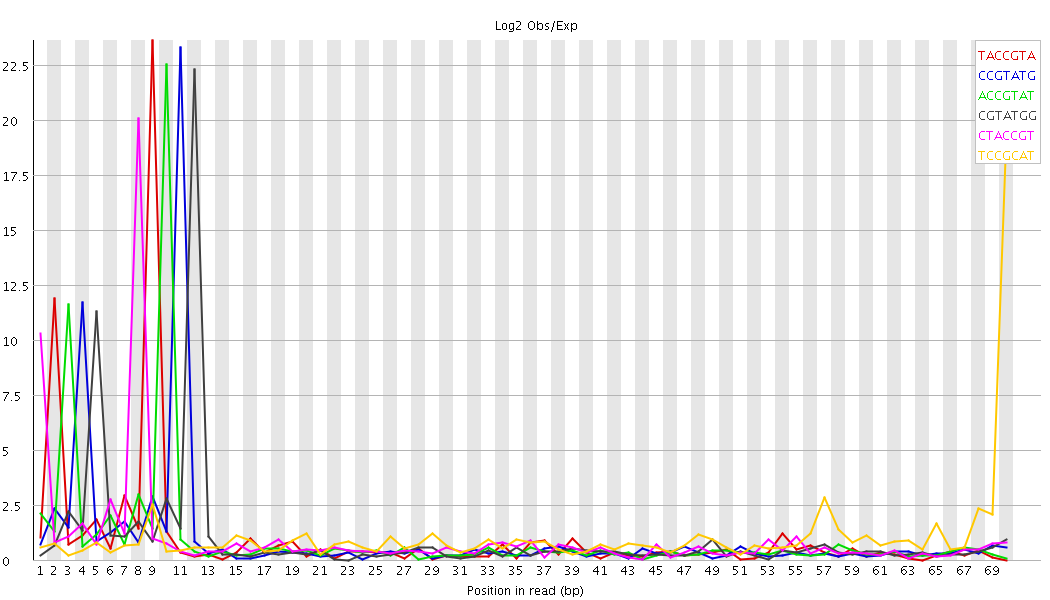 Log2 Obs/Exp
22.5
20
17.5
15
12.5
10
7.5
5
2.5
0
TACCGTA
CCGTATG
ACCGTAT
CGTATGG
CTACCGT
TCCGCAT
1 2 3 4 5 6 7 8 9 11 13 15 17 19 21 23 25 27 29 31 33 35 37 39 41 43 45 47 49 51 53 55 57 59 61 63 65 67 69
Position in read (bp)